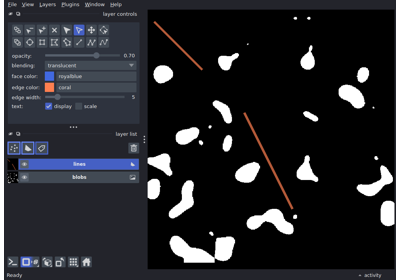 File View Layers Plugins Window Help
layer controls
opacity: 0.70
blending: translucent
face color: royalblue
edge color: coral
edge width: 5
text: display scale
layer list
lines
blobs
Ready activity